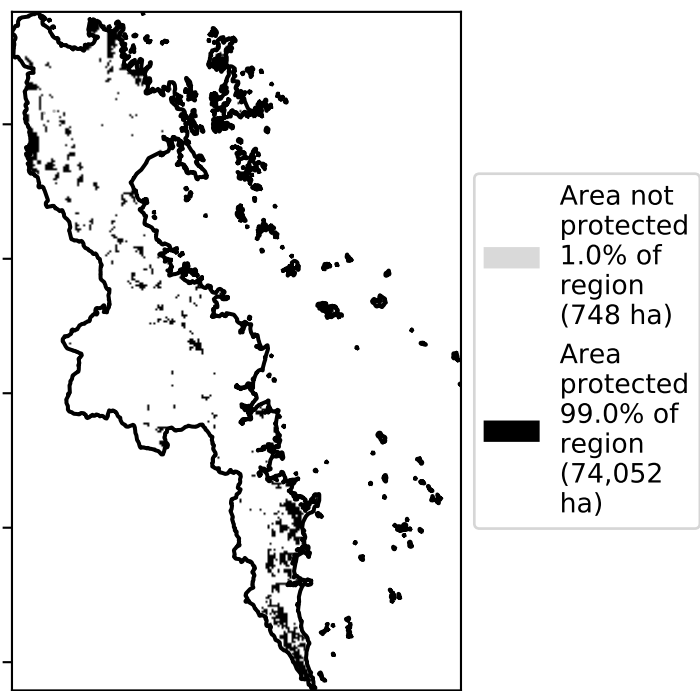 Area not
protected
1.0% of
region
(748 ha)
Area
protected
99.0% of
region
(74,052
ha)